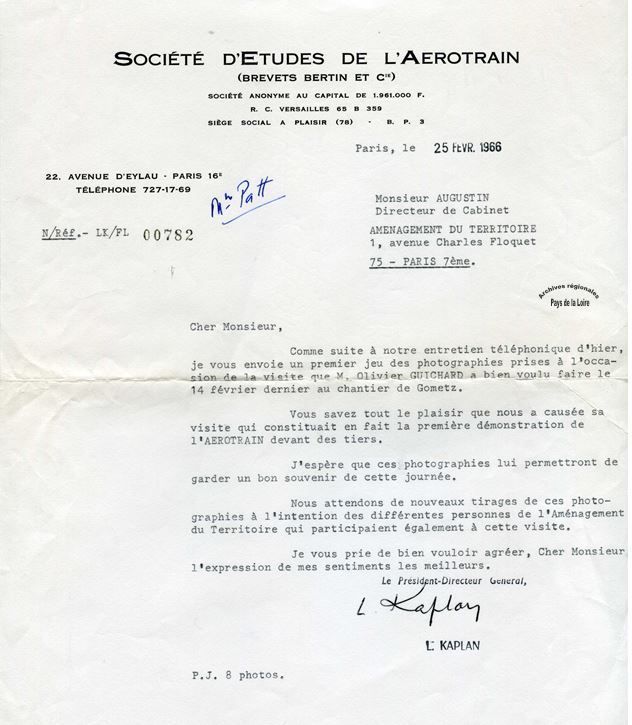 SOCIÉTÉ D'ETUDES DE L'AEROTRAIN
(BREVETS BERTIN ET CIE)
SOCIÉTÉ ANONYME AU CAPITAL DE 1.961.000 F.
R. C. VERSAILLES 65 B 359
SIÈGE SOCIAL A PLAISIR (78) - B. P. 3
Paris, le 25 FEVR. 1966
22, AVENUE D'EYLAU - PARIS 16E
TÉLÉPHONE 727-17-69
Patt
Monsieur AUGUSTIN
Directeur de Cabinet
AMENAGEMENT DU TERRITOIRE
1, avenue Charles Floquet
75 - PARIS 7ème.
N/Réf.- LK/FL 00782
Archives régionales
Pays de la Loire
Cher Monsieur,
Comme suite à notre entretien téléphonique d'hier,
je vous envoie un premier jeu des photographies prises à l'occa-
sion de la visite que M. Olivier GUICHARD a bien voulu faire le
14 février dernier au chantier de Gometz.
Vous savez tout le plaisir que nous a causée sa
visite qui constituait en fait la première démonstration de
l'AEROTRAIN devant des tiers.
J'espère que ces photographies lui permettront de
garder un bon souvenir de cette journée.
Nous attendons de nouveaux tirages de ces photo-
graphies à l'intention des différentes personnes de l'Aménagement
du Territoire qui participaient également à cette visite.
Je vous prie de bien vouloir agréer, Cher Monsieur
l'expression de mes sentiments les meilleurs.
Le Président-Directeur Général,
L. Kaplan
L. KAPLAN
P.J. 8 photos.